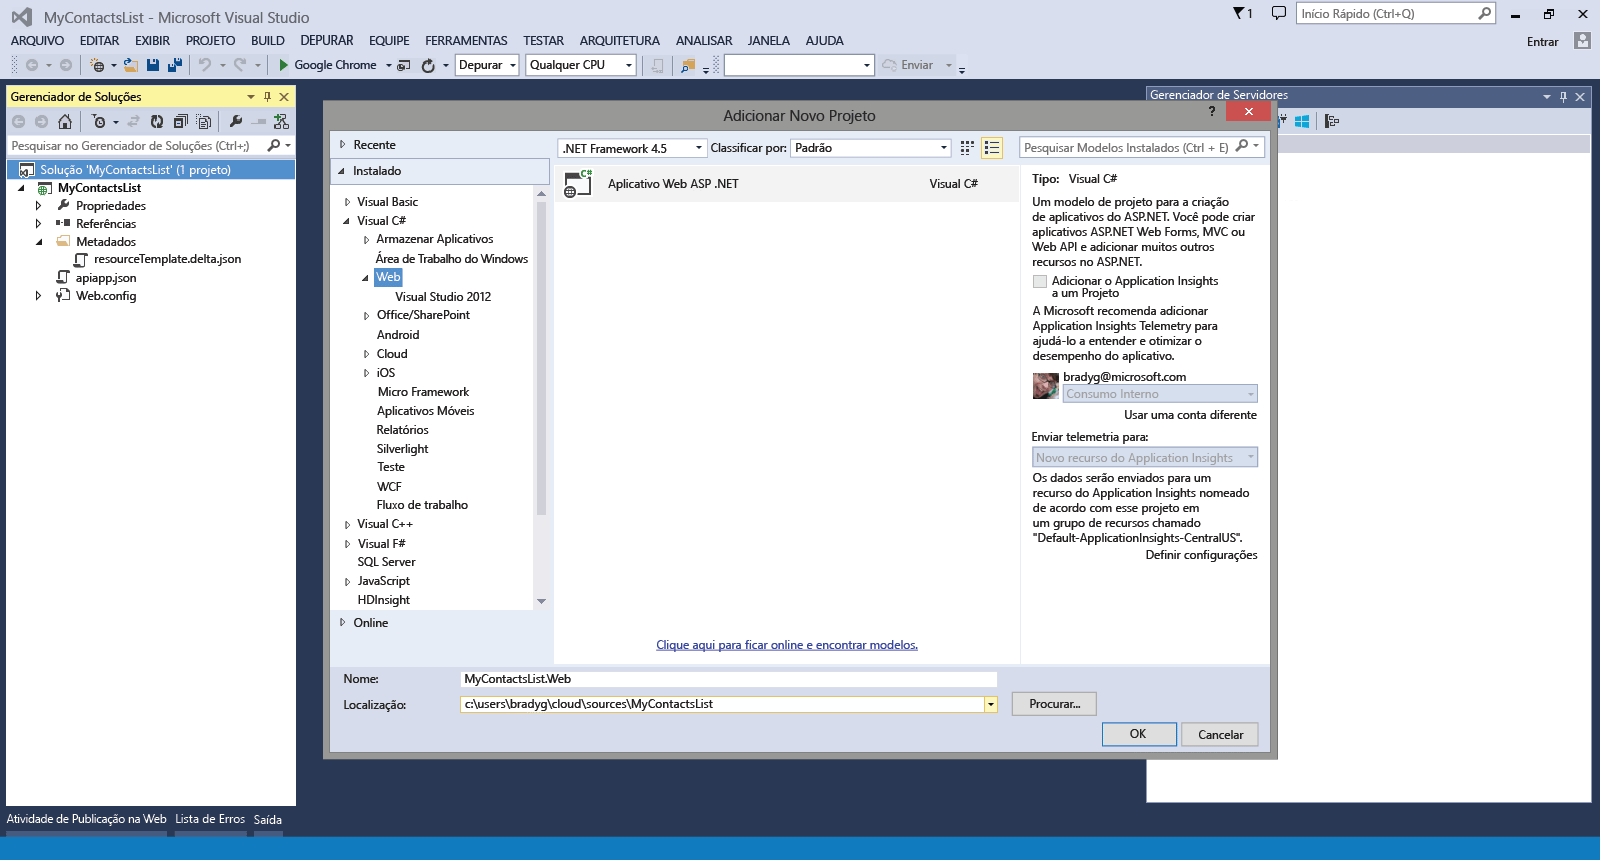 MyContactsList - Microsoft Visual Studio
1
Início Rápido (Ctrl+Q)
ARQUIVO EDITAR EXIBIR PROJETO BUILD DEPURAR EQUIPE FERRAMENTAS TESTAR ARQUITETURA ANALISAR JANELA AJUDA
Entrar
Google Chrome Depurar Qualquer CPU Enviar
Gerenciador de Soluções
Pesquisar no Gerenciador de Soluções (Ctrl+;)
Solução 'MyContactsList' (1 projeto)
MyContactsList
Propriedades
Referências
Metadados
resourceTemplate.delta.json
apiapp.json
Web.config
Gerenciador de Servidores
Adicionar Novo Projeto
?
Recente
Instalado
Visual Basic
Visual C#
Armazenar Aplicativos
Área de Trabalho do Windows
Web
Visual Studio 2012
Office/SharePoint
Android
Cloud
iOS
Micro Framework
Aplicativos Móveis
Relatórios
Silverlight
Teste
WCF
Fluxo de trabalho
Visual C++
Visual F#
SQL Server
JavaScript
HDInsight
Online
.NET Framework 4.5 Classificar por: Padrão
Pesquisar Modelos Instalados (Ctrl + E)
C# Aplicativo Web ASP .NET Visual C#
Clique aqui para ficar online e encontrar modelos.
Tipo: Visual C#
Um modelo de projeto para a criação
de aplicativos do ASP.NET. Você pode criar
aplicativos ASP.NET Web Forms, MVC ou
Web API e adicionar muitos outros
recursos no ASP.NET.
Adicionar o Application Insights
a um Projeto
A Microsoft recomenda adicionar
Application Insights Telemetry para
ajudá-lo a entender e otimizar o
desempenho do aplicativo.
bradyg@microsoft.com
Consumo Interno
Usar uma conta diferente
Enviar telemetria para:
Novo recurso do Application Insights
Os dados serão enviados para um
recurso do Application Insights nomeado
de acordo com esse projeto em
um grupo de recursos chamado
"Default-ApplicationInsights-CentralUS".
Definir configurações
Nome: MyContactsList.Web
Localização: c:\users\bradyg\cloud\sources\MyContactsList
Procurar...
OK Cancelar
Atividade de Publicação na Web Lista de Erros Saída